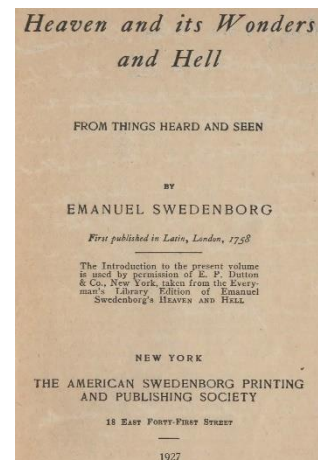 Heaven and its Wonders
and Hell
FROM THINGS HEARD AND SEEN
BY
EMANUEL SWEDENBORG
First published in Latin, London, 1758
The Introduction to the present volume
is used by permission of E. P. Dutton
& Co., New York, taken from the Every-
man's Library Edition of Emanuel
Swedenborg's HEAVEN AND HELL
NEW YORK
THE AMERICAN SWEDENBORG PRINTING
AND PUBLISHING SOCIETY
18 EAST FORTY-FIRST STREET
1927